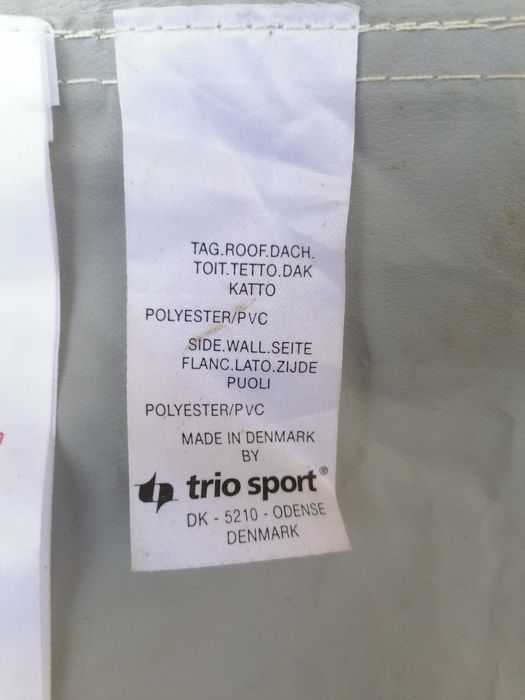 TAG.ROOF.DACH.
TOIT.TETTO.DAK
KATTO
POLYESTER/PVC
SIDE.WALL.SEITE
FLANC.LATO.ZIJDE
PUOLI
POLYESTER/PVC
MADE IN DENMARK
BY
trio sport®
DK - 5210 - ODENSE
DENMARK